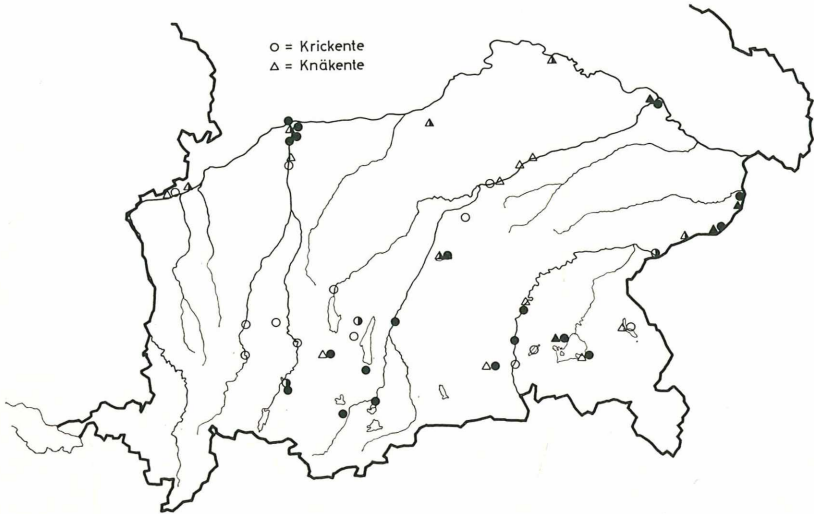 ○ = Krickente
△ = Knäkente